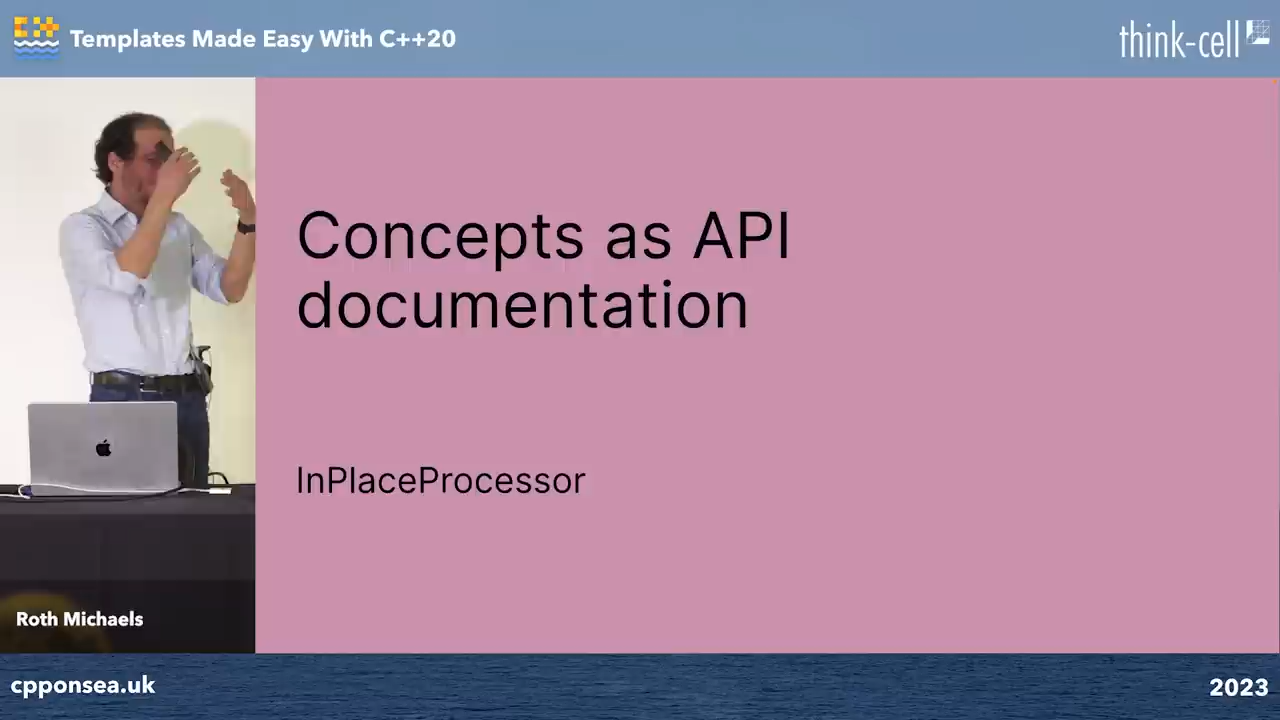 Templates Made Easy With C++20
think-cell
Concepts as API
documentation
InPlaceProcessor
Roth Michaels
cpponsea.uk
2023